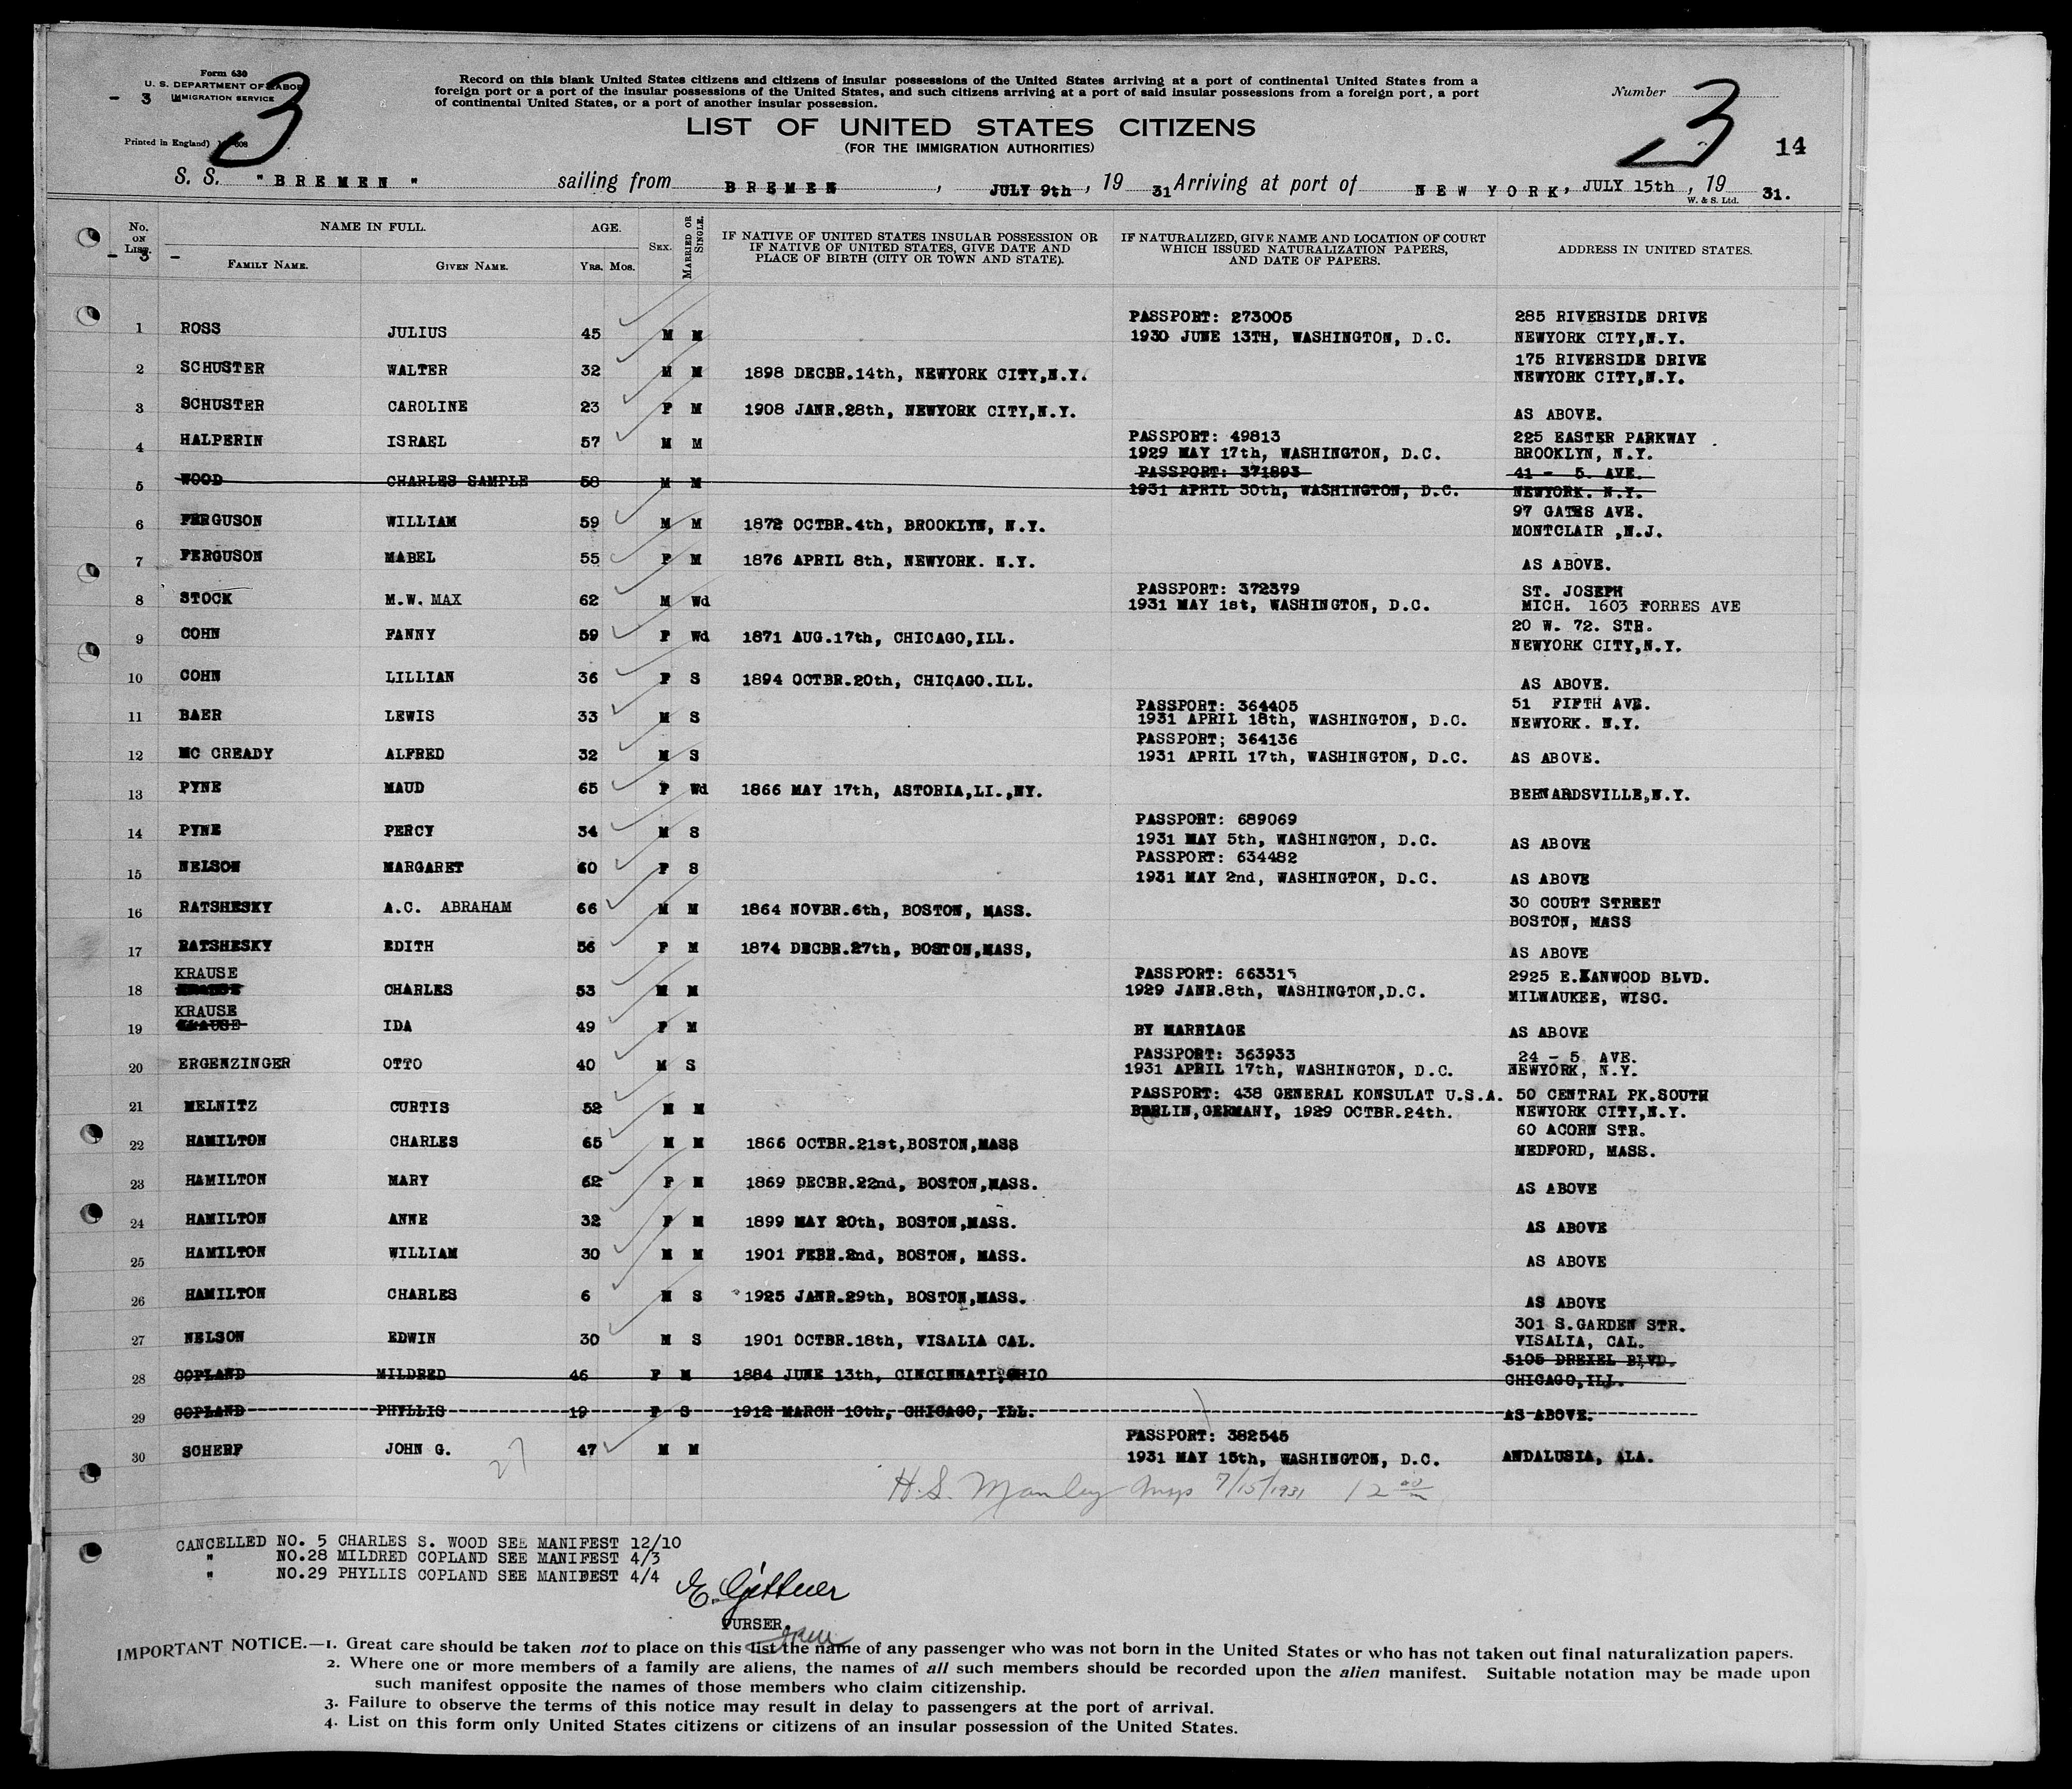 Form 630
U. S. DEPARTMENT OF LABOR
- 3 IMMIGRATION SERVICE
3
Printed in England)
Record on this blank United States citizens and citizens of insular possessions of the United States arriving at a port of continental United States from a
foreign port or a port of the insular possessions of the United States, and such citizens arriving at a port of said insular possessions from a foreign port, a port
of continental United States, or a port of another insular possession.
Number 3
14
LIST OF UNITED STATES CITIZENS
(FOR THE IMMIGRATION AUTHORITIES)
S. S. "BREMEN" sailing from BREMEN, JULY 9th, 19 31 Arriving at port of NEW YORK, JULY 15th, 19 31.
W. & S. Ltd.
No. ON LIST. - 3 - NAME IN FULL. FAMILY NAME. GIVEN NAME. AGE. YRS. MOS. SEX. MARRIED OR SINGLE. IF NATIVE OF UNITED STATES INSULAR POSSESSION OR IF NATIVE OF UNITED STATES, GIVE DATE AND PLACE OF BIRTH (CITY OR TOWN AND STATE). IF NATURALIZED, GIVE NAME AND LOCATION OF COURT WHICH ISSUED NATURALIZATION PAPERS, AND DATE OF PAPERS. ADDRESS IN UNITED STATES.
1 ROSS JULIUS 45 M M PASSPORT: 273005 285 RIVERSIDE DRIVE
1930 JUNE 13TH, WASHINGTON, D.C. NEWYORK CITY,N.Y.
2 SCHUSTER WALTER 32 M M 1898 DECBR.14th, NEWYORK CITY,N.Y. 175 RIVERSIDE DRIVE
NEWYORK CITY,N.Y.
3 SCHUSTER CAROLINE 23 F M 1908 JANR.28th, NEWYORK CITY,N.Y. AS ABOVE.
4 HALPERIN ISRAEL 57 M M PASSPORT: 49813 225 EASTER PARKWAY
1929 MAY 17th, WASHINGTON, D.C. BROOKLYN, N.Y.
5 WOOD CHARLES SAMPLE 58 M M PASSPORT: 371893 41 - 5. AVE.
1931 APRIL 30th, WASHINGTON, D.C. NEWYORK. N.Y.
6 FERGUSON WILLIAM 59 M M 1872 OCTBR.4th, BROOKLYN, N.Y. 97 GATES AVE.
MONTCLAIR ,N.J.
7 FERGUSON MABEL 55 F M 1876 APRIL 8th, NEWYORK. N.Y. AS ABOVE.
8 STOCK M.W. MAX 62 M Wd PASSPORT: 372379 ST. JOSEPH
1931 MAY 1st, WASHINGTON, D.C. MICH. 1603 FORRES AVE
9 COHN FANNY 59 F Wd 1871 AUG.17th, CHICAGO,ILL. 20 W. 72. STR.
NEWYORK CITY,N.Y.
10 COHN LILLIAN 36 F S 1894 OCTBR.20th, CHICAGO.ILL. AS ABOVE.
11 BAER LEWIS 33 M S PASSPORT: 364405 51 FIFTH AVE.
1931 APRIL 18th, WASHINGTON, D.C. NEWYORK. N.Y.
12 MC CREADY ALFRED 32 M S PASSPORT; 364136
1931 APRIL 17th, WASHINGTON, D.C. AS ABOVE.
13 PYNE MAUD 65 F Wd 1866 MAY 17th, ASTORIA,LI.,NY. BERNARDSVILLE,N.Y.
14 PYNE PERCY 34 M S PASSPORT: 689069
1931 MAY 5th, WASHINGTON, D.C. AS ABOVE
15 NELSON MARGARET 60 F S PASSPORT: 634482
1931 MAY 2nd, WASHINGTON, D.C. AS ABOVE
16 RATSHESKY A.C. ABRAHAM 66 M M 1864 NOVBR.6th, BOSTON, MASS. 30 COURT STREET
BOSTON, MASS
17 RATSHESKY EDITH 56 F M 1874 DECBR.27th, BOSTON,MASS, AS ABOVE
18 KRAUSE CHARLES 53 M M PASSPORT: 663315 2925 E.KANWOOD BLVD.
1929 JANR.8th, WASHINGTON,D.C. MILWAUKEE, WISC.
KRAUSE
19 KRAUSE IDA 49 F M BY MARRIAGE AS ABOVE
20 ERGENZINGER OTTO 40 M S PASSPORT: 363933 24 - 5 AVE.
1931 APRIL 17th, WASHINGTON, D.C. NEWYORK, N.Y.
21 MELNITZ CURTIS 52 M M PASSPORT: 438 GENERAL KONSULAT U.S.A. 50 CENTRAL PK.SOUTH
BERLIN,GERMANY, 1929 OCTBR.24th. NEWYORK CITY,N.Y.
22 HAMILTON CHARLES 65 M M 1866 OCTBR.21st,BOSTON,MASS 60 ACORN STR.
MEDFORD, MASS.
23 HAMILTON MARY 62 F M 1869 DECBR.22nd, BOSTON,MASS. AS ABOVE
24 HAMILTON ANNE 32 F M 1899 MAY 20th, BOSTON,MASS. AS ABOVE
25 HAMILTON WILLIAM 30 M M 1901 FEBR.2nd, BOSTON, MASS. AS ABOVE
26 HAMILTON CHARLES 6 M S 1925 JANR.29th, BOSTON,MASS. AS ABOVE
27 NELSON EDWIN 30 M S 1901 OCTBR.18th, VISALIA CAL. 301 S.GARDEN STR.
VISALIA, CAL.
28 COPLAND MILDRED 46 F M 1884 JUNE 13th, CINCINNATI,OHIO 5105 DREXEL BLVD.
CHICAGO,ILL.
29 COPLAND PHYLLIS 19 F S 1912 MARCH 10th, CHICAGO, ILL. AS ABOVE.
30 SCHERF JOHN G. 47 M M PASSPORT: 382545
1931 MAY 15th, WASHINGTON, D.C. ANDALUSIA, ALA.
27
H.S. Manley Insp 7/15/1931 12 00
CANCELLED NO. 5 CHARLES S. WOOD SEE MANIFEST 12/10
" NO.28 MILDRED COPLAND SEE MANIFEST 4/3
" NO.29 PHYLLIS COPLAND SEE MANIFEST 4/4
E. Gittner
PURSER.
IMPORTANT NOTICE.—1. Great care should be taken not to place on this list the name of any passenger who was not born in the United States or who has not taken out final naturalization papers.
2. Where one or more members of a family are aliens, the names of all such members should be recorded upon the alien manifest. Suitable notation may be made upon
such manifest opposite the names of those members who claim citizenship.
3. Failure to observe the terms of this notice may result in delay to passengers at the port of arrival.
4. List on this form only United States citizens or citizens of an insular possession of the United States.